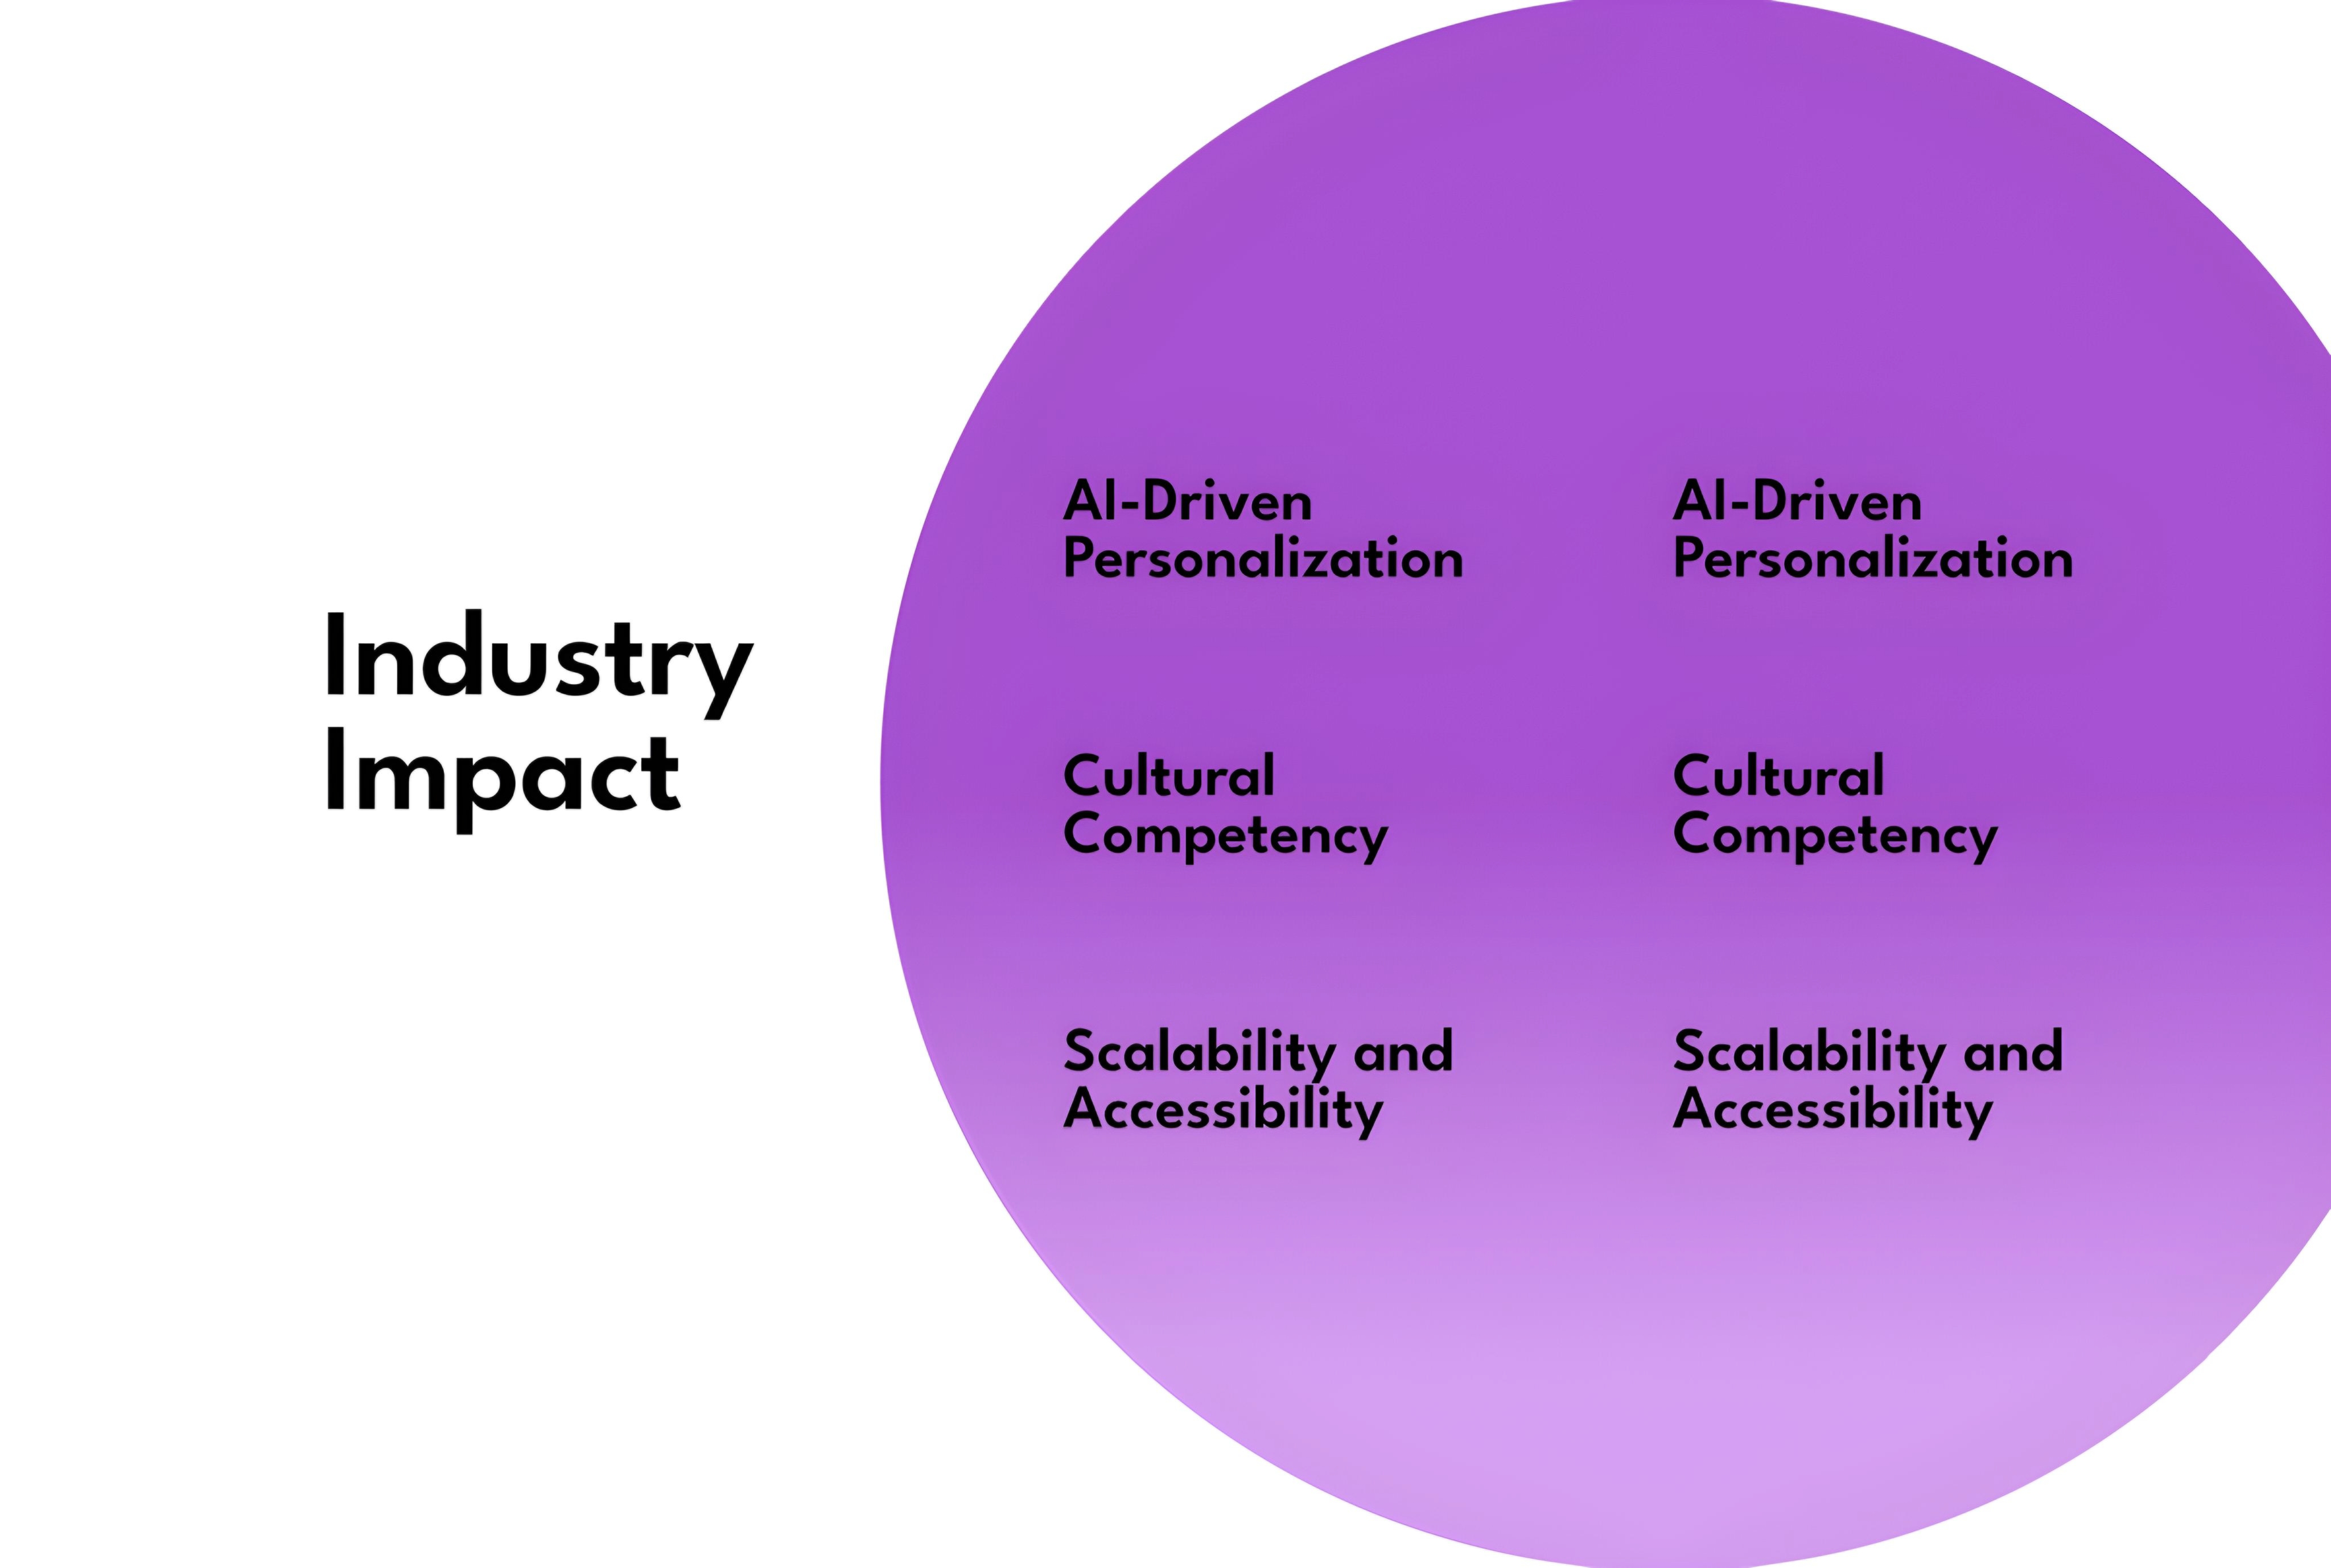 Industry
Impact
AI-Driven
Personalization
AI-Driven
Personalization
Cultural
Competency
Cultural
Competency
Scalability and
Accessibility
Scalability and
Accessibility